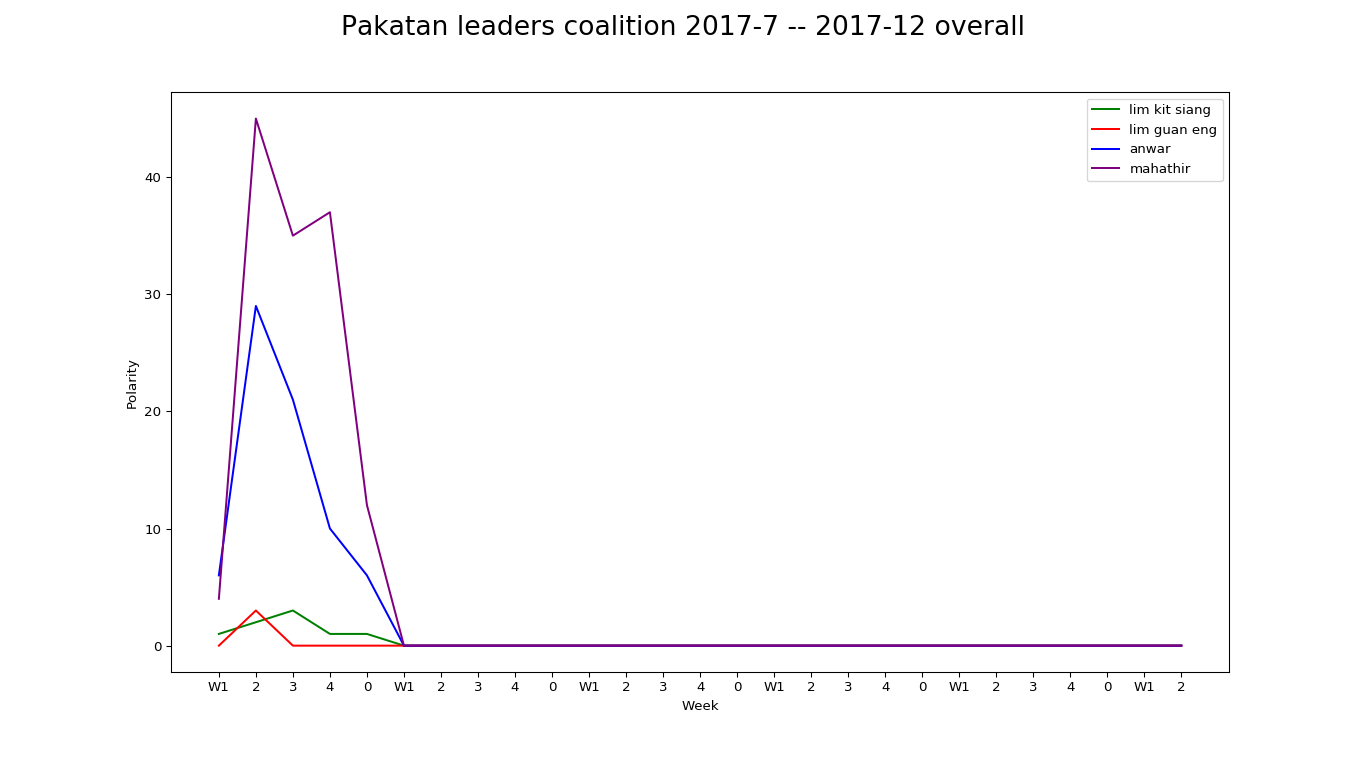 Pakatan leaders coalition 2017-7 -- 2017-12 overall
lim kit siang
lim guan eng
anwar
mahathir
Polarity
40
30
20
10
0
W1 2 3 4 0 W1 2 3 4 0 W1 2 3 4 0 W1 2 3 4 0 W1 2 3 4 0 W1 2
Week